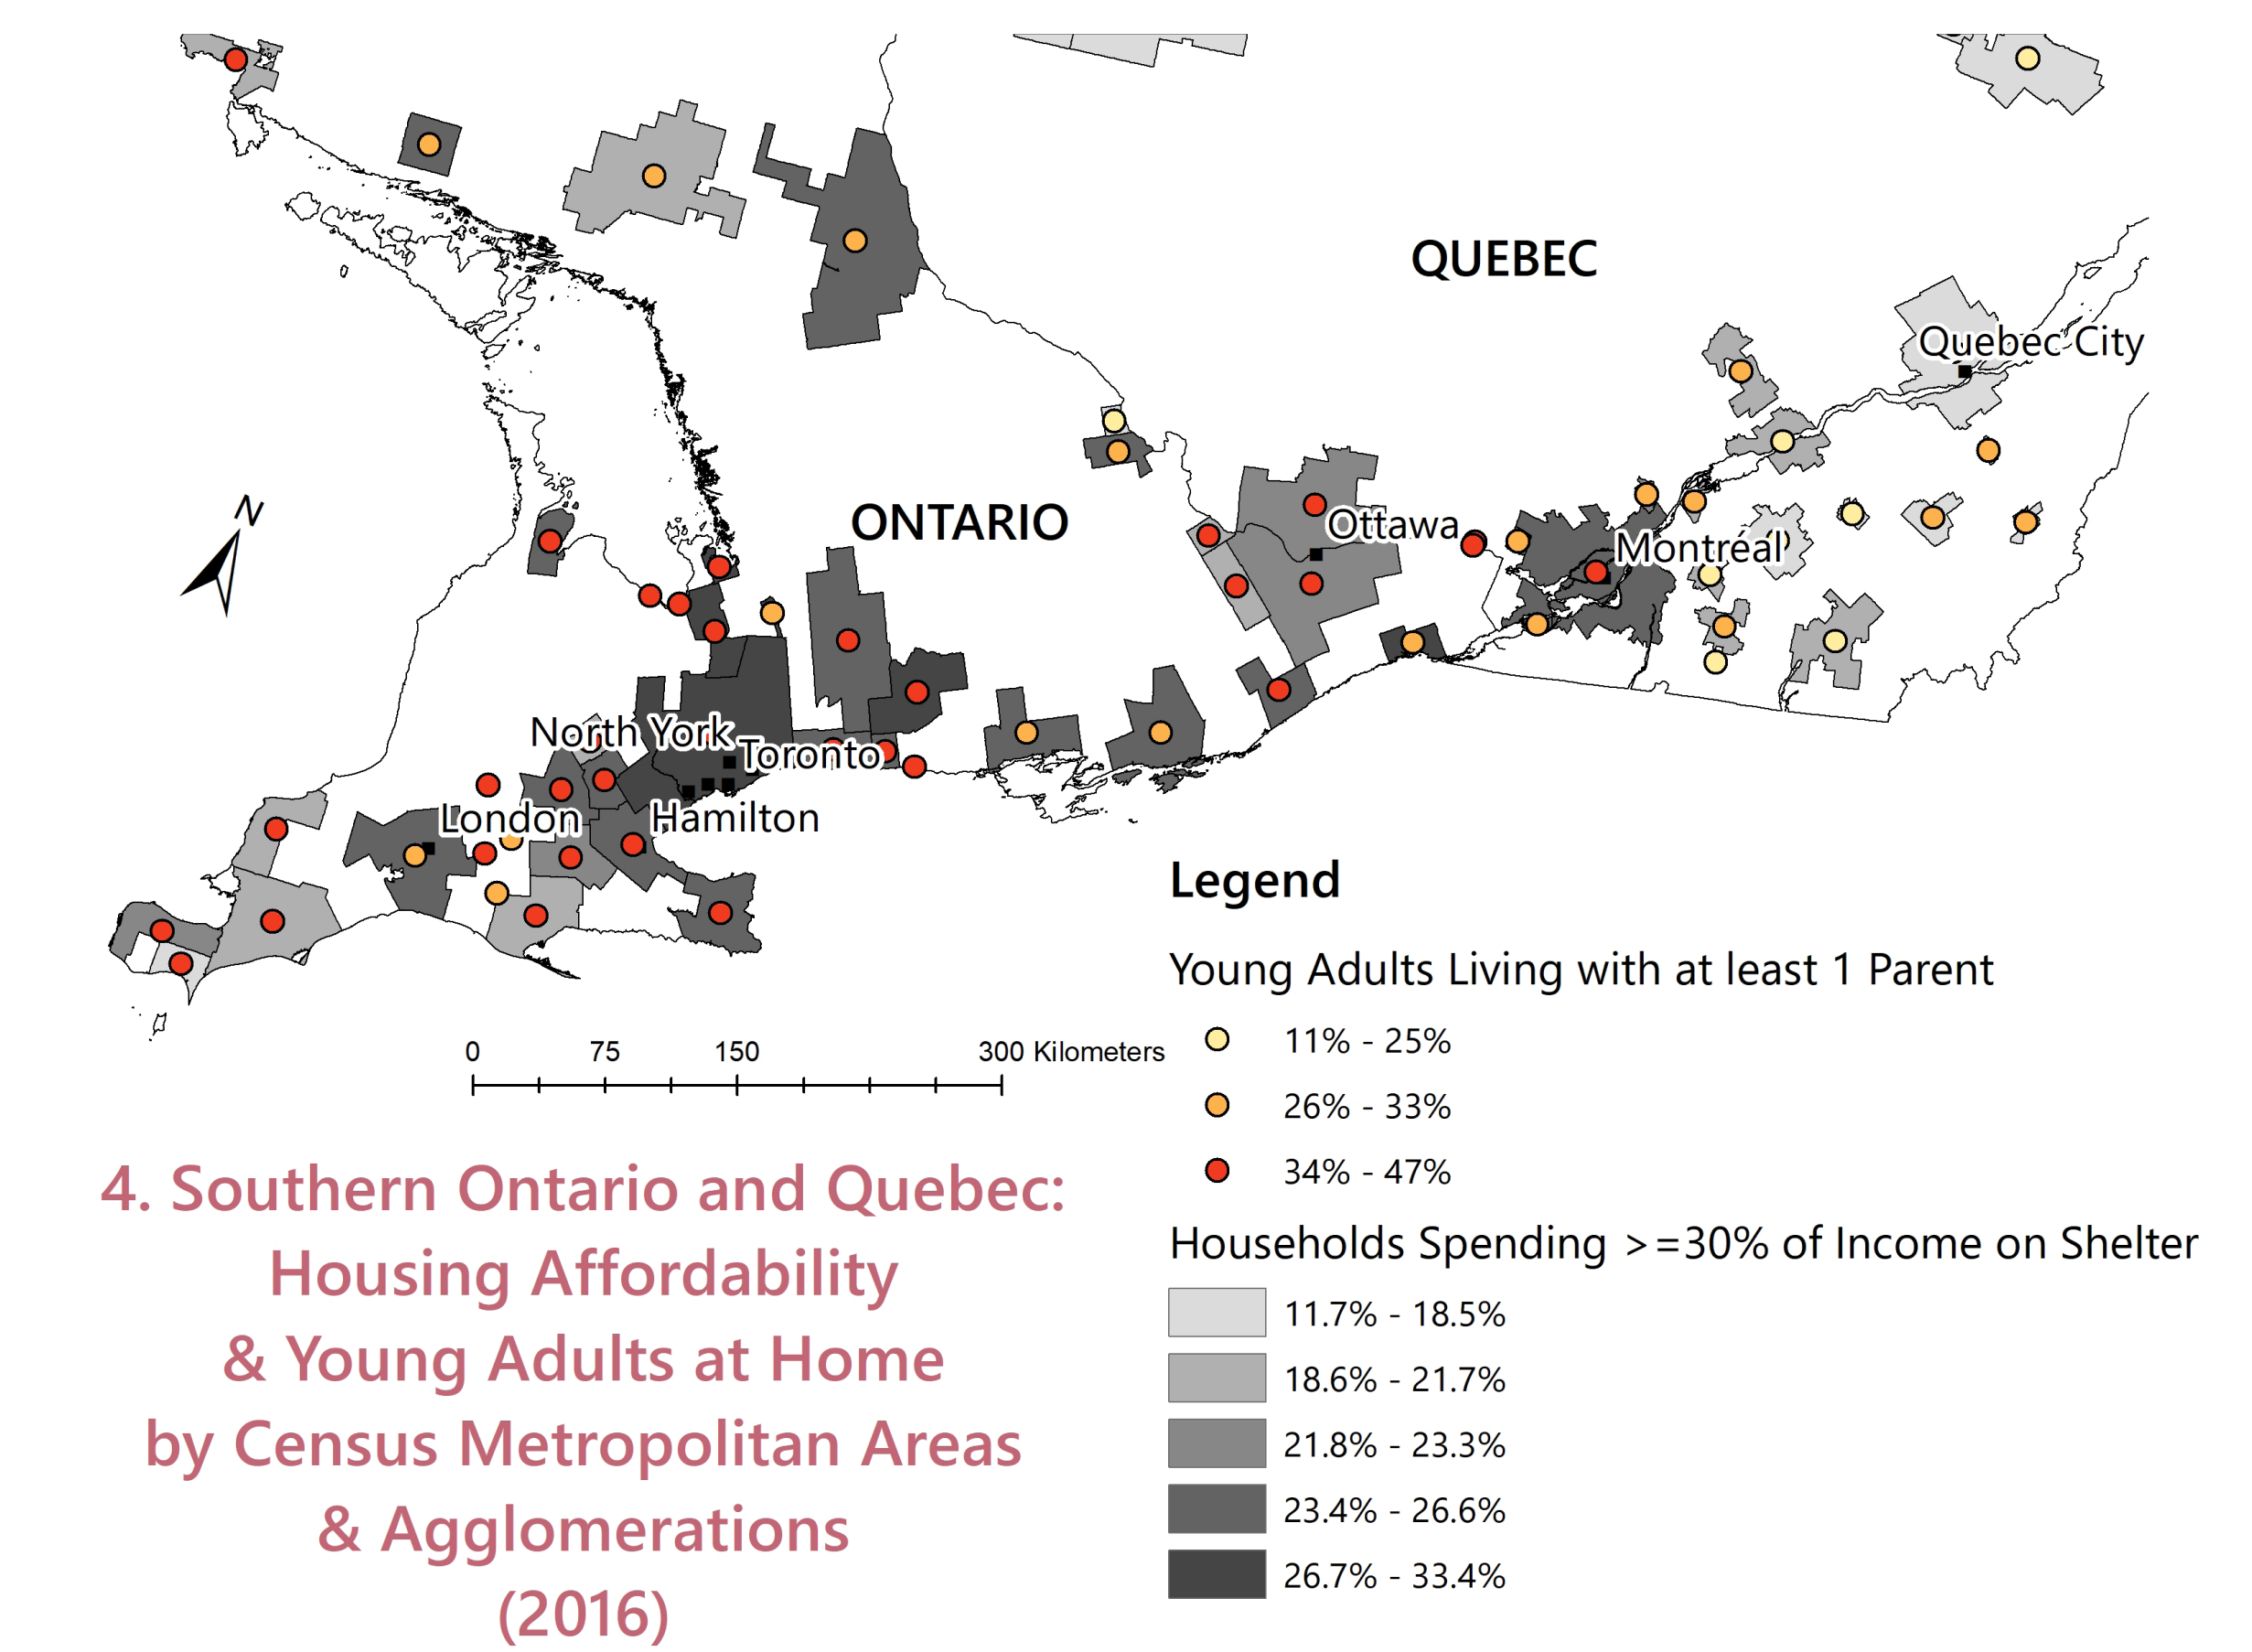 N
QUEBEC
Quebec City
ONTARIO
Ottawa
Montréal
North York
Toronto
London
Hamilton
0 75 150 300 Kilometers
4. Southern Ontario and Quebec:
Housing Affordability
& Young Adults at Home
by Census Metropolitan Areas
& Agglomerations
(2016)
Legend
Young Adults Living with at least 1 Parent
11% - 25%
26% - 33%
34% - 47%
Households Spending >=30% of Income on Shelter
11.7% - 18.5%
18.6% - 21.7%
21.8% - 23.3%
23.4% - 26.6%
26.7% - 33.4%